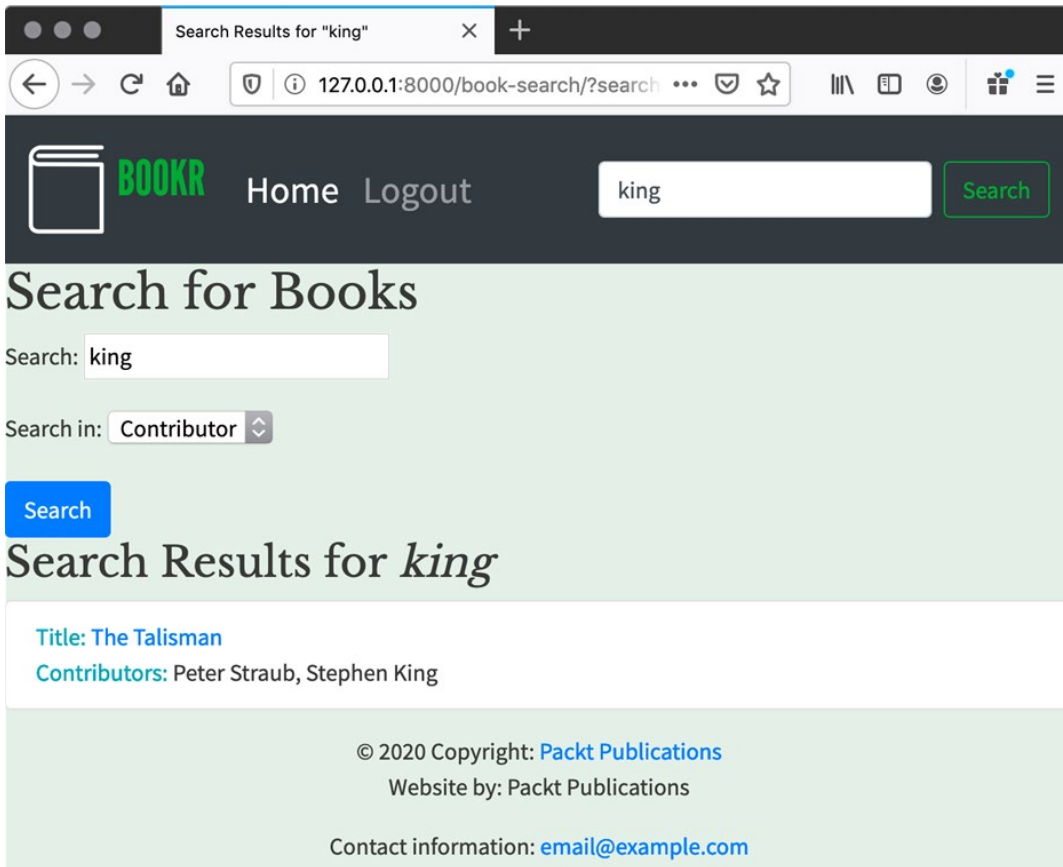 Search Results for "king"
127.0.0.1:8000/book-search/?search
BOOKR Home Logout king Search
Search for Books
Search: king
Search in: Contributor
Search
Search Results for king
Title: The Talisman
Contributors: Peter Straub, Stephen King
© 2020 Copyright: Packt Publications
Website by: Packt Publications
Contact information: email@example.com